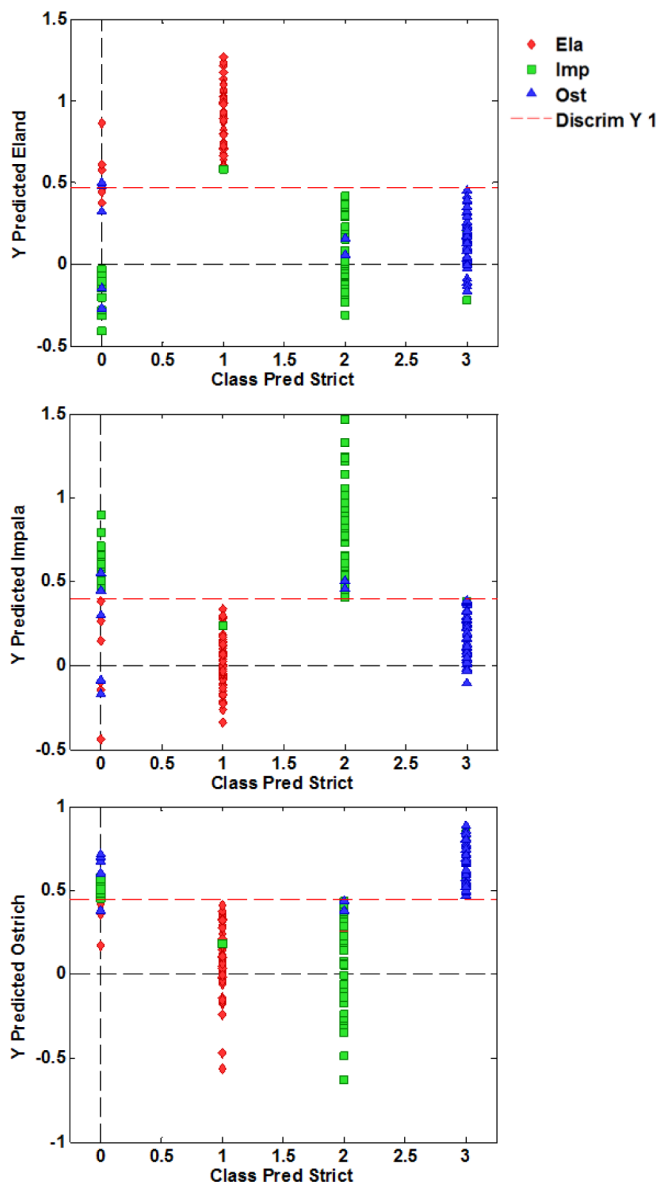 1.5
1
0.5
0
-0.5
Y Predicted Eland
0 0.5 1 1.5 2 2.5 3
Class Pred Strict
Ela
Imp
Ost
Discrim Y 1
1.5
1
0.5
0
-0.5
Y Predicted Impala
0 0.5 1 1.5 2 2.5 3
Class Pred Strict
1
0.5
0
-0.5
-1
Y Predicted Ostrich
0 0.5 1 1.5 2 2.5 3
Class Pred Strict